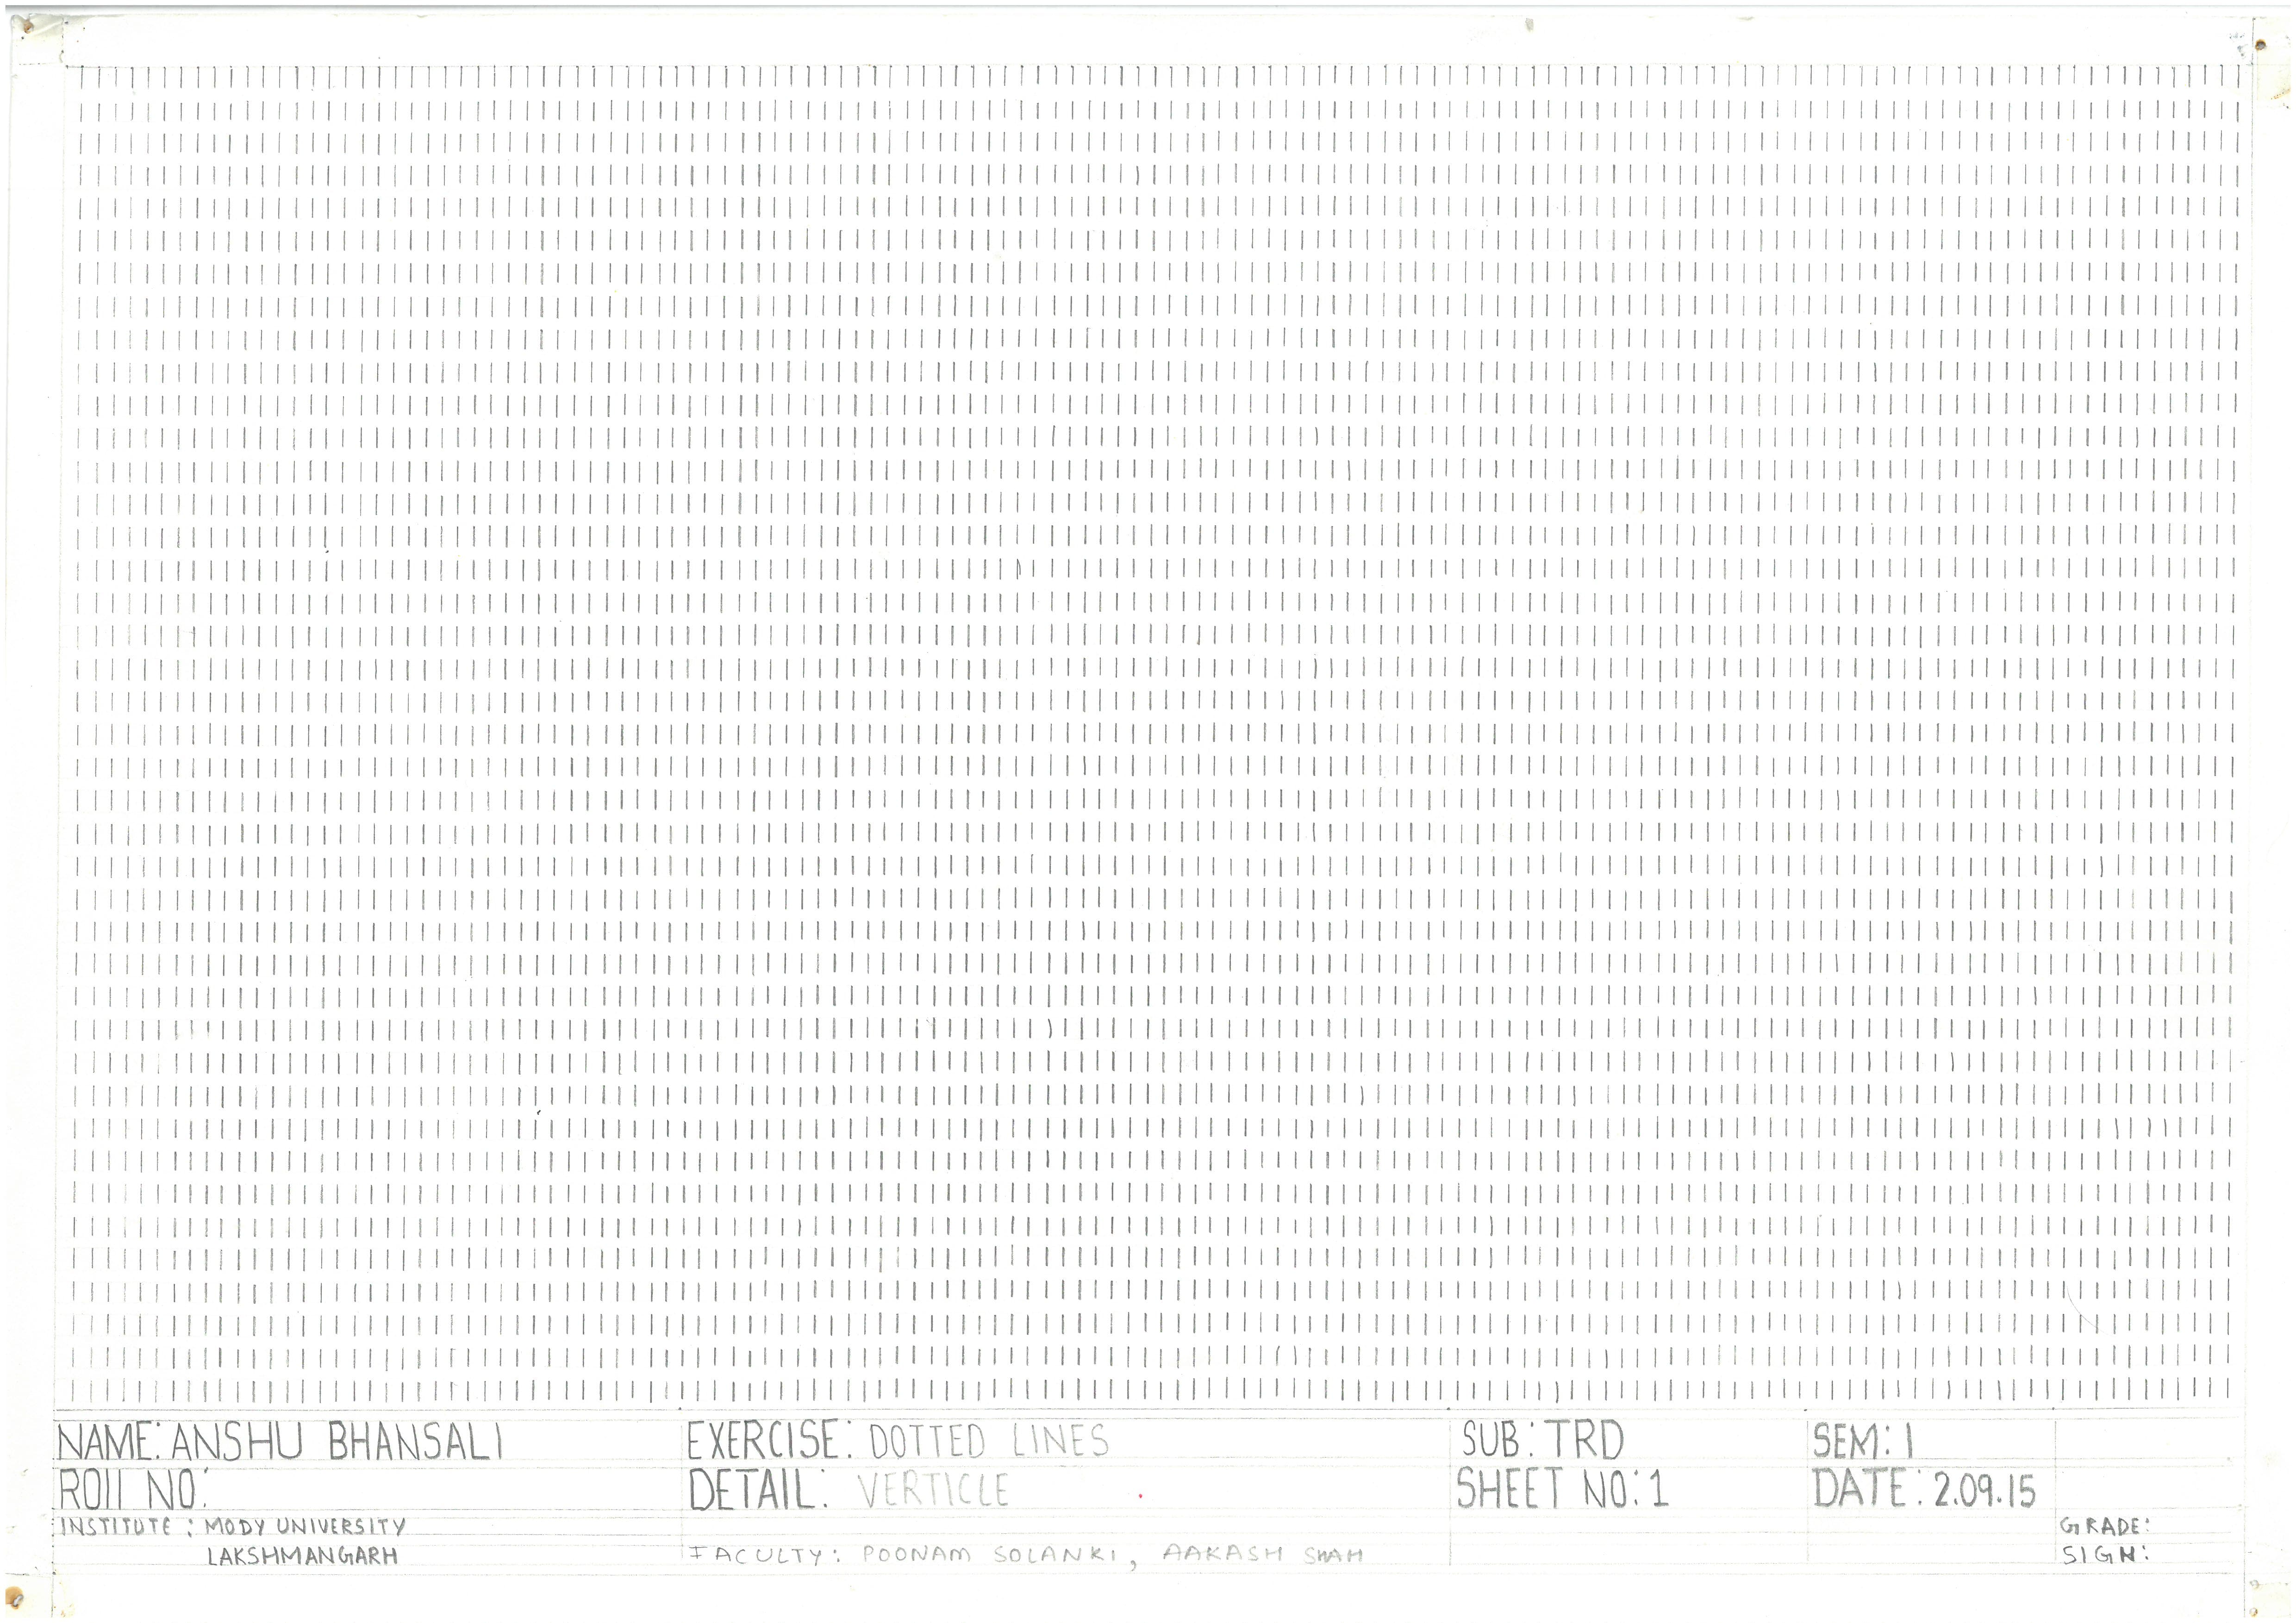 NAME: ANSHU BHANSALI
ROll NO:
INSTITUTE : MODY UNIVERSITY
LAKSHMANGARH
EXERCISE: DOTTED LINES
DETAIL: VERTICLE
FACULTY: POONAM SOLANKI, AAKASH SHAH
SUB: TRD
SHEET NO: 1
SEM: I
DATE: 2.09.15
GRADE:
SIGN: